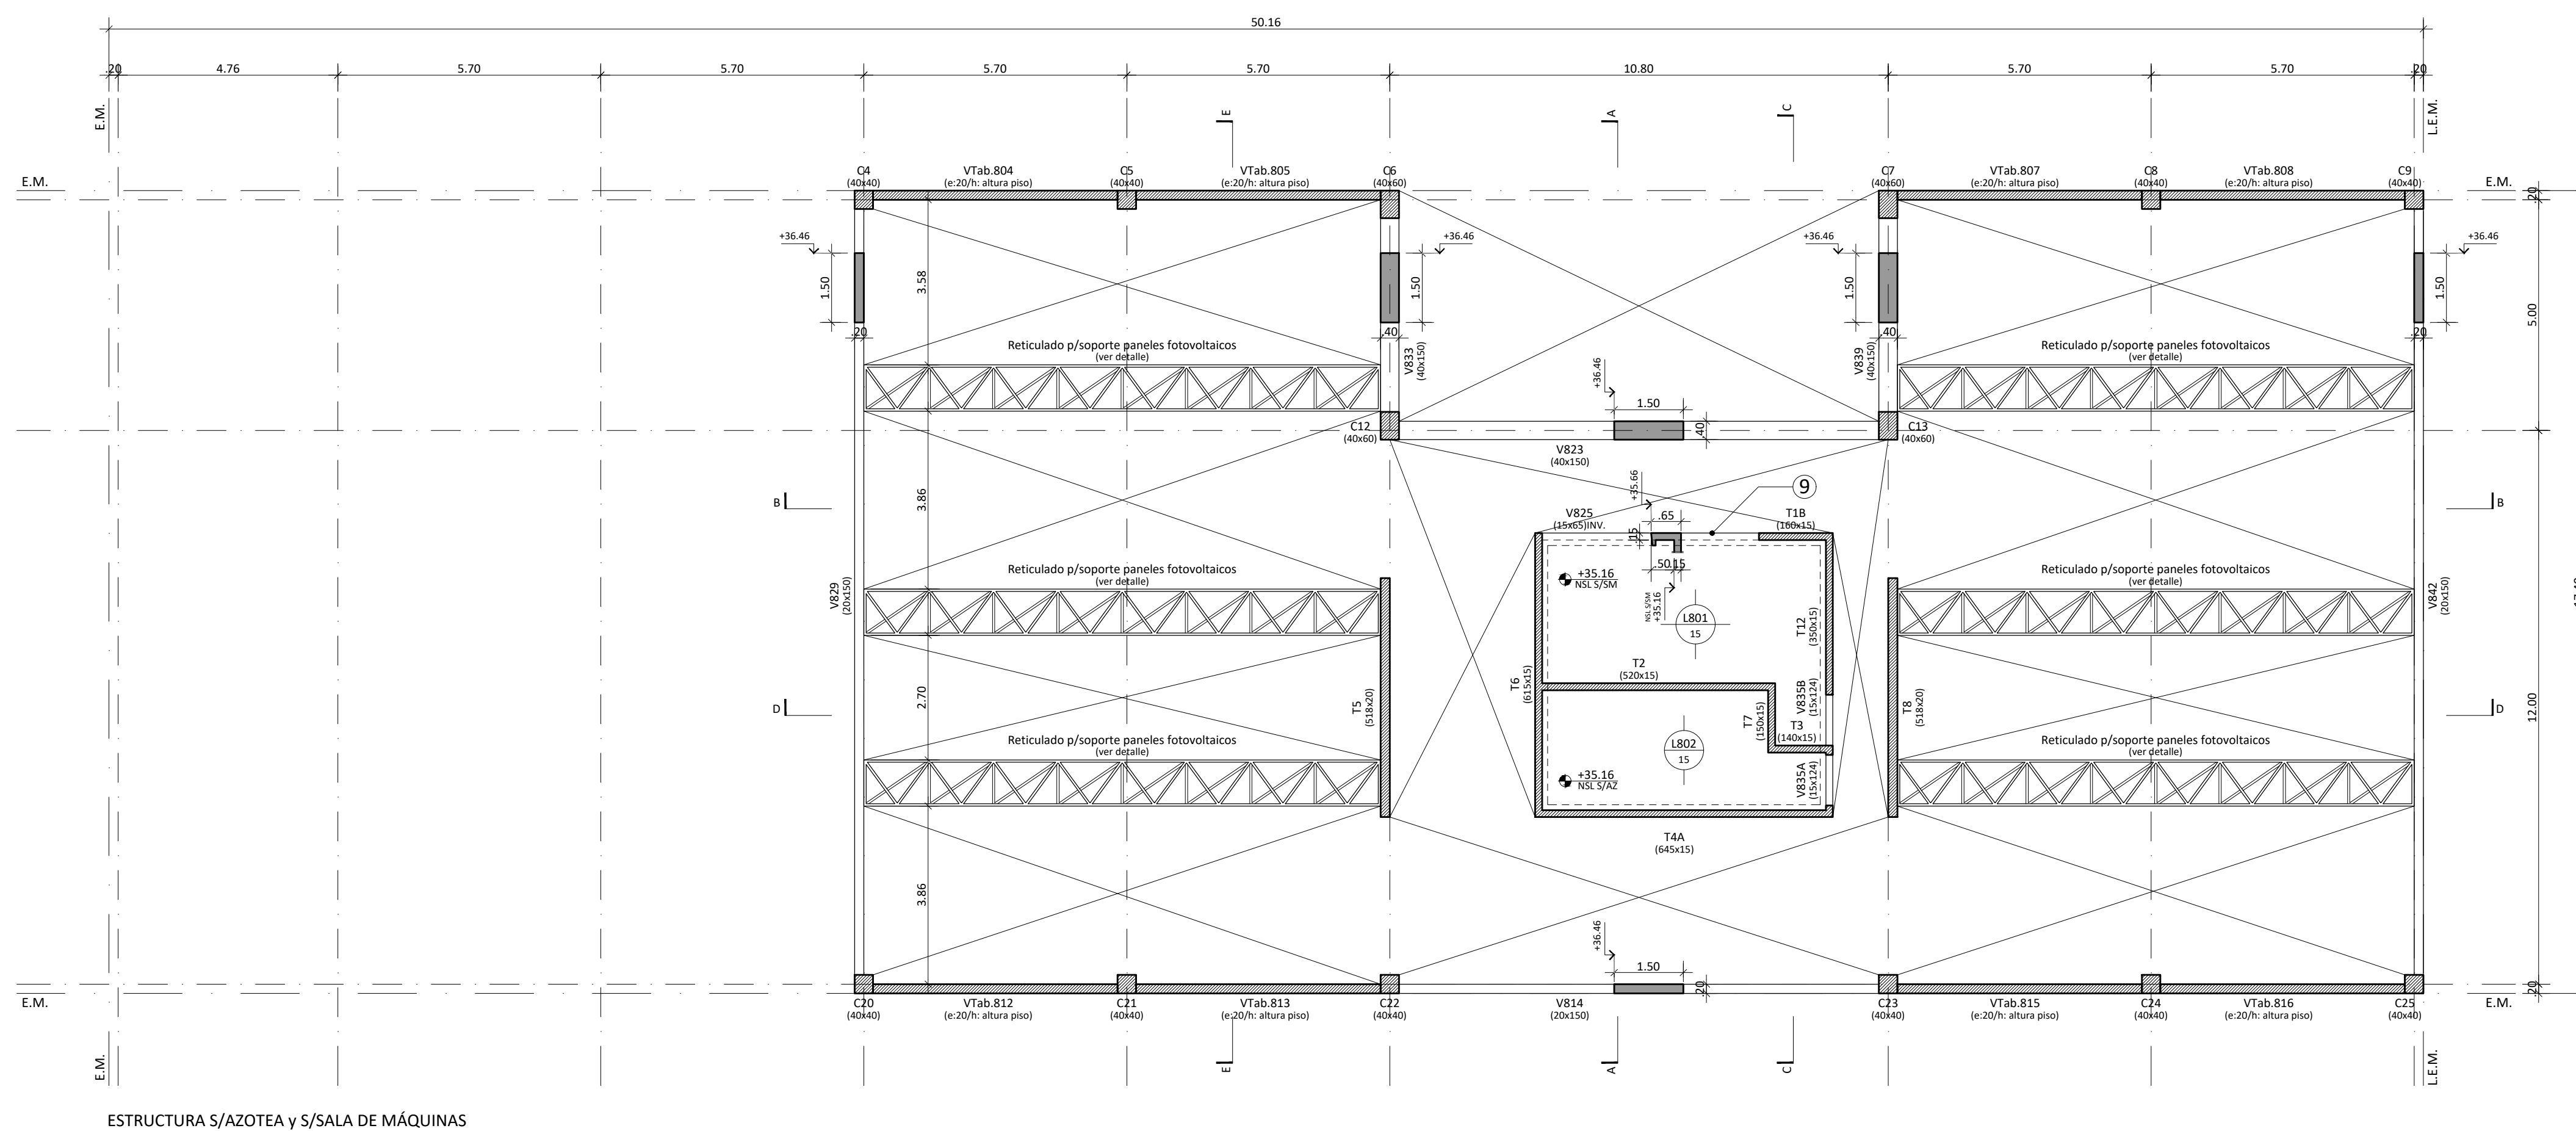 50.16
.20
4.76
5.70
5.70
5.70
5.70
10.80
5.70
5.70
.20
E.M.
E
A
C
L.E.M.
E.M.
C4
(40x40)
VTab.804
(e:20/h: altura piso)
C5
(40x40)
VTab.805
(e:20/h: altura piso)
C6
(40x60)
C7
(40x60)
VTab.807
(e:20/h: altura piso)
C8
(40x40)
VTab.808
(e:20/h: altura piso)
C9
(40x40)
E.M.
.20
+36.46
+36.46
+36.46
+36.46
1.50
3.58
1.50
1.50
1.50
5.00
.20
.40
.40
.20
Reticulado p/soporte paneles fotovoltaicos
(ver detalle)
V833
(40x150)
V839
(40x150)
Reticulado p/soporte paneles fotovoltaicos
(ver detalle)
+36.46
1.50
.40
C12
(40x60)
C13
(40x60)
V823
(40x150)
+35.66
9
B
3.86
V825
(15x65)INV.
.65
T1B
(160x15)
B
.15
.50
.15
Reticulado p/soporte paneles fotovoltaicos
(ver detalle)
+35.16
NSL S/SM
NSL S/SM
+35.16
Reticulado p/soporte paneles fotovoltaicos
(ver detalle)
V829
(20x150)
L801
15
T12
(350x15)
V842
(20x150)
T2
(520x15)
T6
(615x15)
V835B
(15x124)
D
2.70
T5
(518x20)
T7
(150x15)
T3
(140x15)
T8
(518x20)
D
12.00
Reticulado p/soporte paneles fotovoltaicos
(ver detalle)
L802
15
Reticulado p/soporte paneles fotovoltaicos
(ver detalle)
+35.16
NSL S/AZ
V835A
(15x124)
T4A
(645x15)
3.86
+36.46
1.50
.20
.20
E.M.
C20
(40x40)
VTab.812
(e:20/h: altura piso)
C21
(40x40)
VTab.813
(e:20/h: altura piso)
C22
(40x40)
V814
(20x150)
C23
(40x40)
VTab.815
(e:20/h: altura piso)
C24
(40x40)
VTab.816
(e:20/h: altura piso)
C25
(40x40)
E.M.
E.M.
E
A
C
L.E.M.
ESTRUCTURA S/AZOTEA y S/SALA DE MÁQUINAS